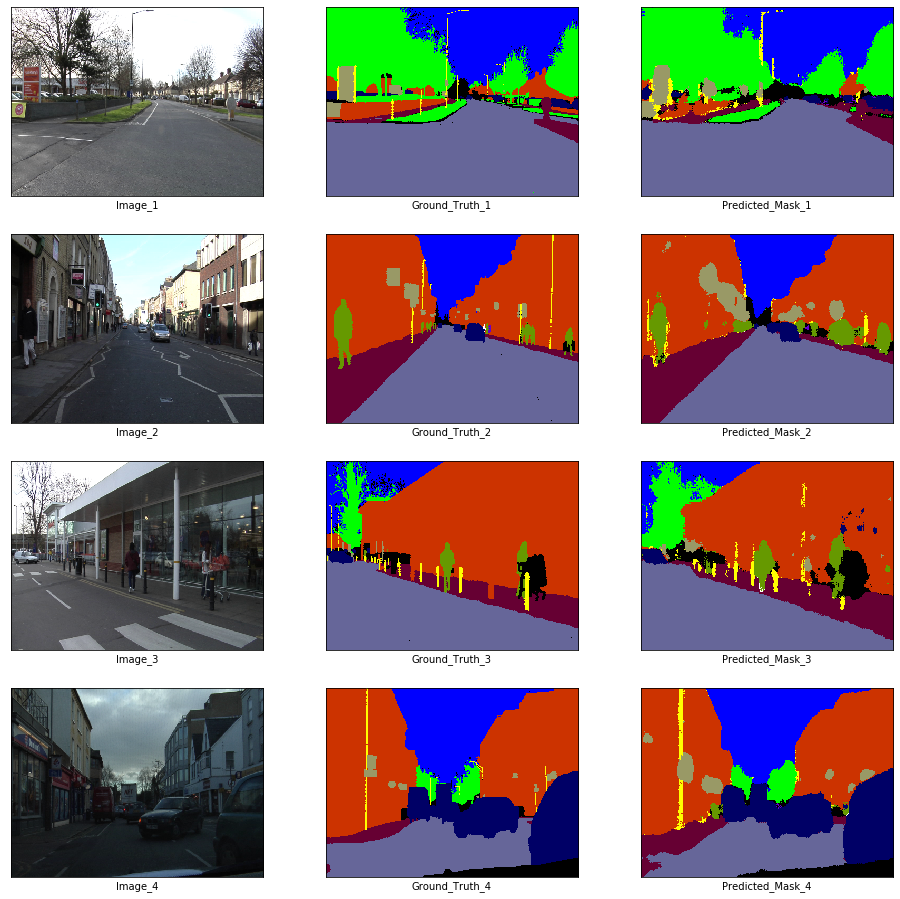 Image_1
Ground_Truth_1
Predicted_Mask_1
Image_2
Ground_Truth_2
Predicted_Mask_2
Image_3
Ground_Truth_3
Predicted_Mask_3
Image_4
Ground_Truth_4
Predicted_Mask_4